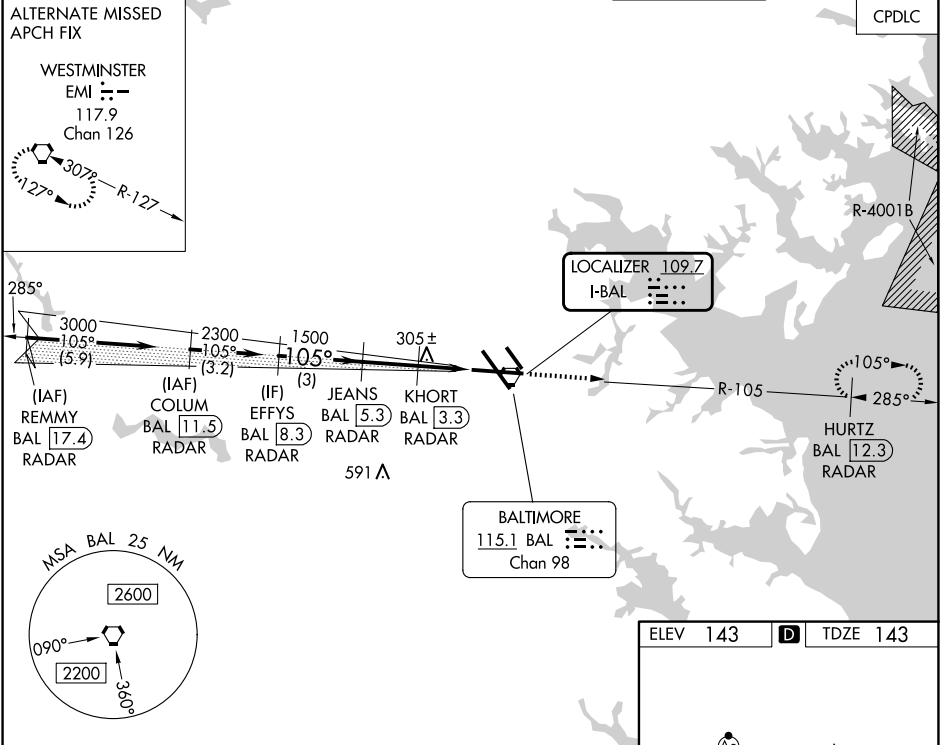 ALTERNATE MISSED
APCH FIX
WESTMINSTER
EMI
117.9
Chan 126
307°
127°
R-127
CPDLC
R-4001B
LOCALIZER 109.7
I-BAL
285°
3000
105°
(5.9)
2300
105°
(3.2)
1500
105°
(3)
305±
(IAF)
REMMY
BAL 17.4
RADAR
(IAF)
COLUM
BAL 11.5
RADAR
(IF)
EFFYS
BAL 8.3
RADAR
JEANS
BAL 5.3
RADAR
KHORT
BAL 3.3
RADAR
591
R-105
105°
285°
HURTZ
BAL 12.3
RADAR
BALTIMORE
115.1 BAL
Chan 98
MSA BAL 25 NM
2600
090°
2200
360°
ELEV 143 D TDZE 143